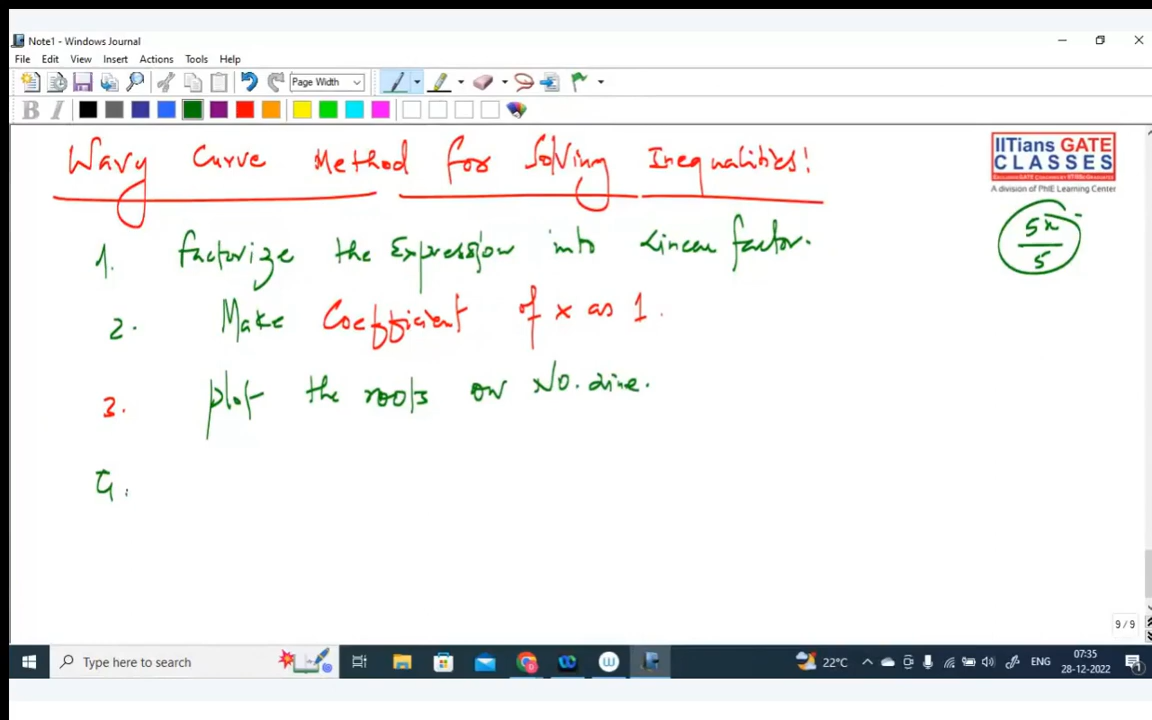 Note1 - Windows Journal
File Edit View Insert Actions Tools Help
Page Width
B I
Wavy Curve Method for Solving Inequalities!
IITians GATE
CLASSES
A division of PhIE Learning Center
5x
5
1. Factorize the Expression into Linear factor.
2. Make Coefficient of x as 1.
3. plot the roots on No. Line.
4.
9 / 9
Type here to search
22°C
ENG
07:35
28-12-2022
1